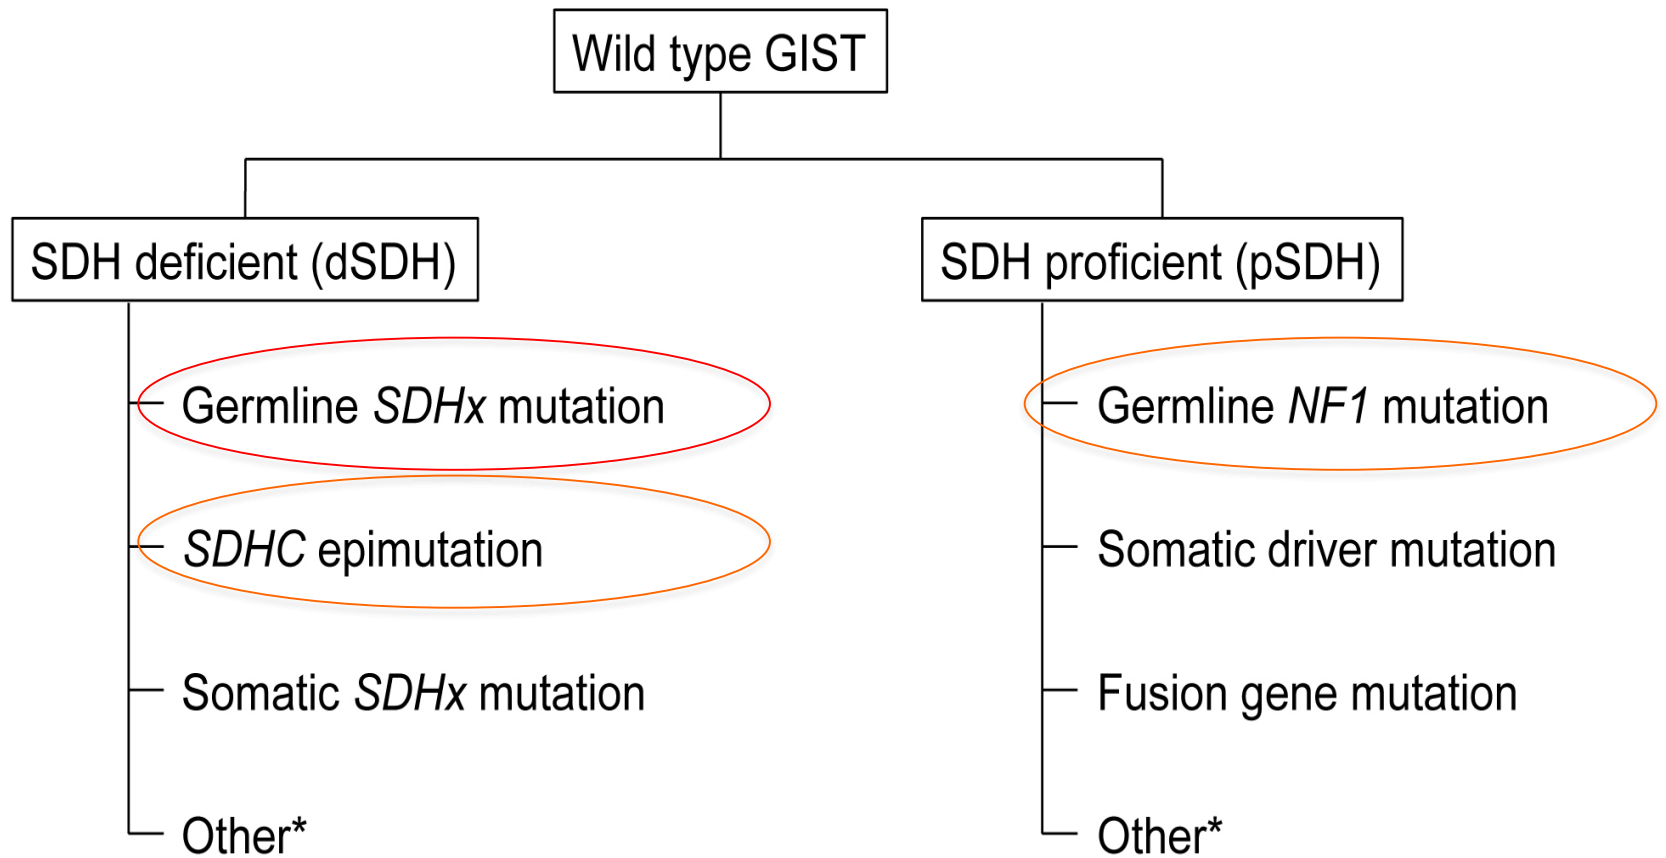 Wild type GIST
SDH deficient (dSDH)
Germline SDHx mutation
SDHC epimutation
Somatic SDHx mutation
Other*
SDH proficient (pSDH)
Germline NF1 mutation
Somatic driver mutation
Fusion gene mutation
Other*